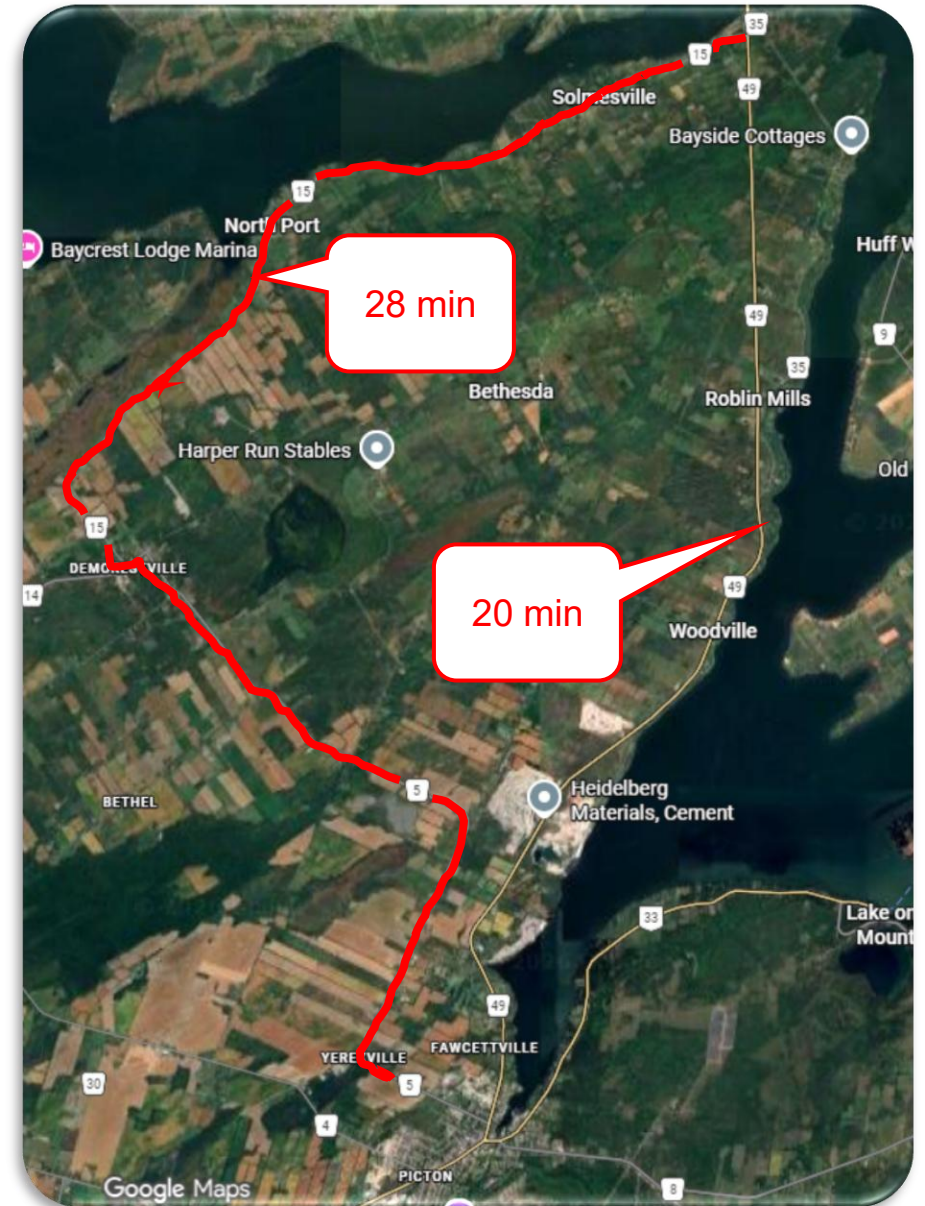 35
15
Solmesville
49
Bayside Cottages
15
North Port
Baycrest Lodge Marina
Huff W
28 min
49
9
35
Bethesda
Roblin Mills
Harper Run Stables
Old
15
DEMORESTVILLE
14
20 min
49
Woodville
5
Heidelberg
Materials, Cement
BETHEL
33
Lake on
Mount
49
YEREXVILLE
FAWCETTVILLE
30
5
4
PICTON
8
Google Maps